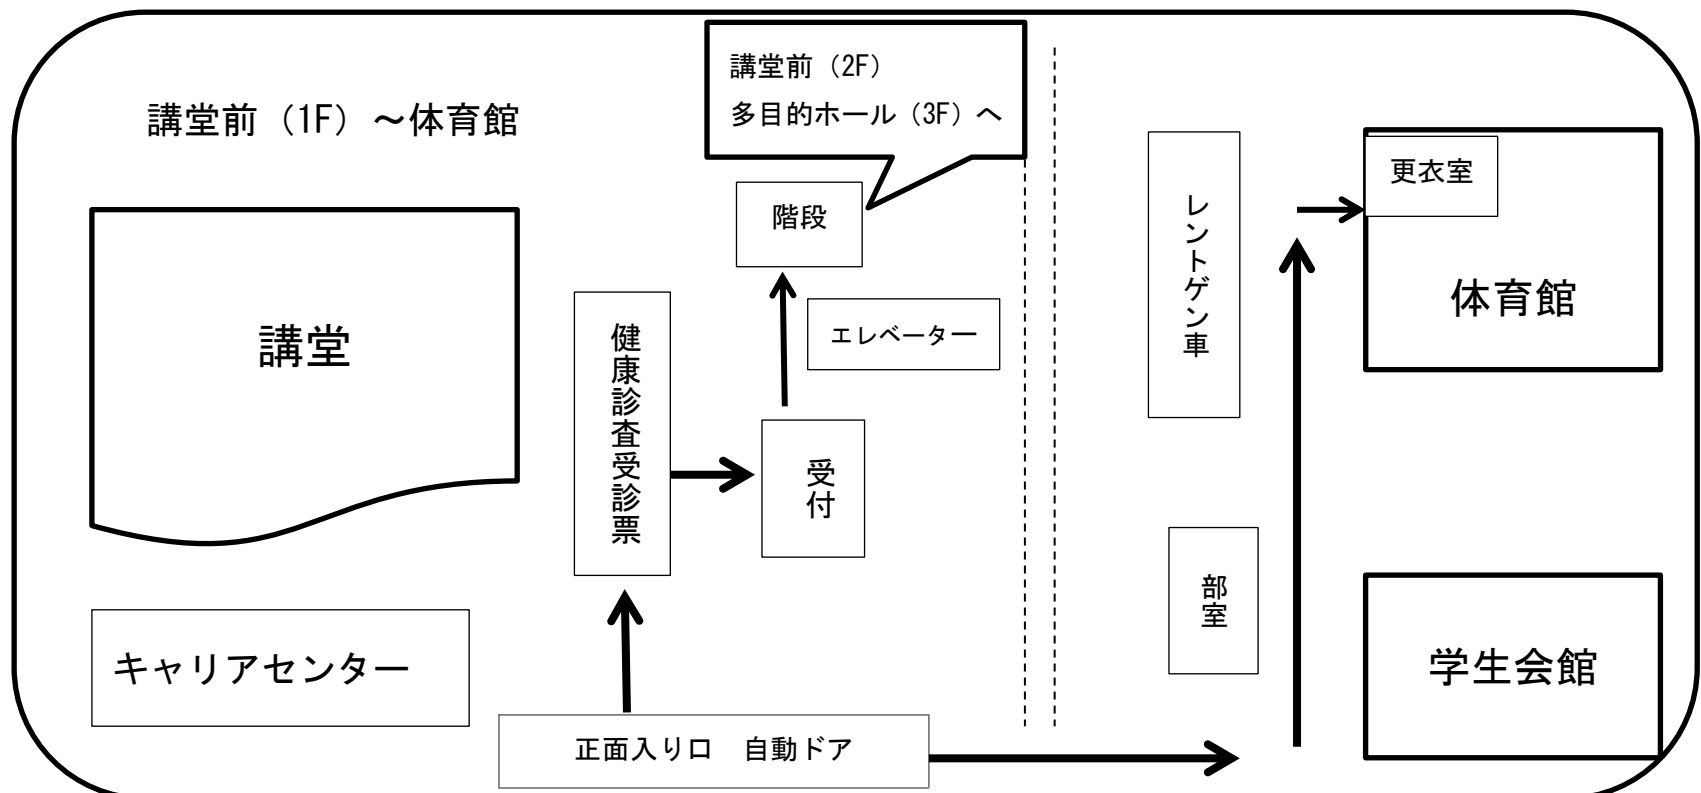 講堂前（2F）
多目的ホール（3F）へ
講堂前（1F）～体育館
更衣室
階段
レントゲン車
体育館
講堂
健康診査受診票
エレベーター
受付
部室
キャリアセンター
学生会館
正面入り口　自動ドア